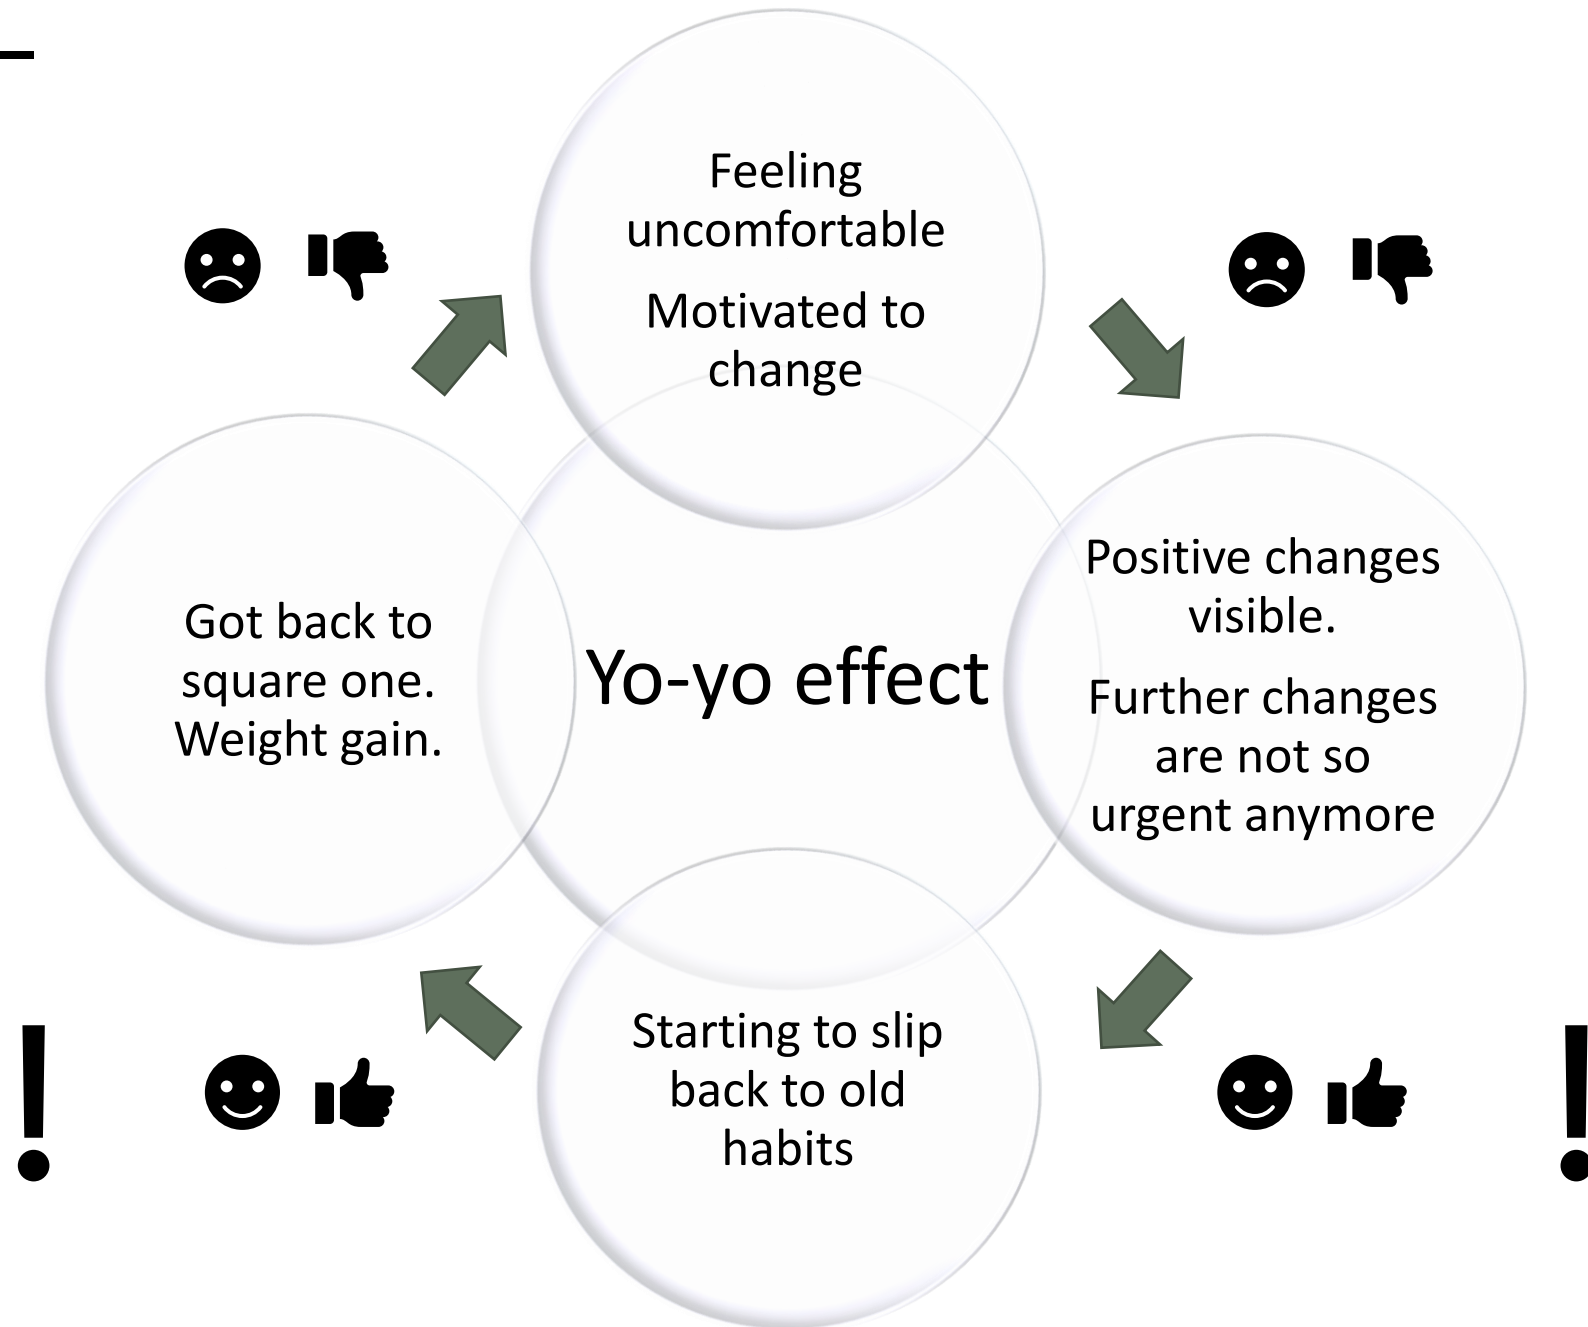 Feeling
uncomfortable
Motivated to
change
Positive changes
visible.
Further changes
are not so
urgent anymore
Starting to slip
back to old
habits
Got back to
square one.
Weight gain.
Yo-yo effect
!
!